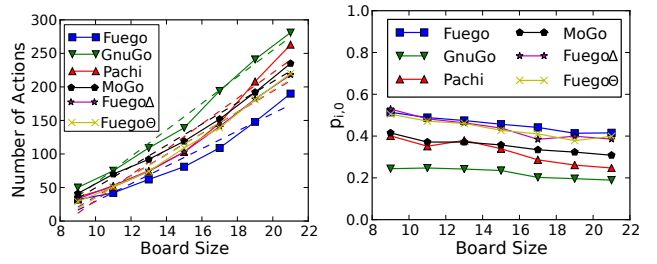 300
250
200
150
100
50
0
8 10 12 14 16 18 20 22
Number of Actions
Board Size
Fuego
GnuGo
Pachi
MoGo
FuegoΔ
FuegoΘ
1.0
0.8
0.6
0.4
0.2
0.0
8 10 12 14 16 18 20 22
p_{i,0}
Board Size
Fuego
GnuGo
Pachi
MoGo
FuegoΔ
FuegoΘ